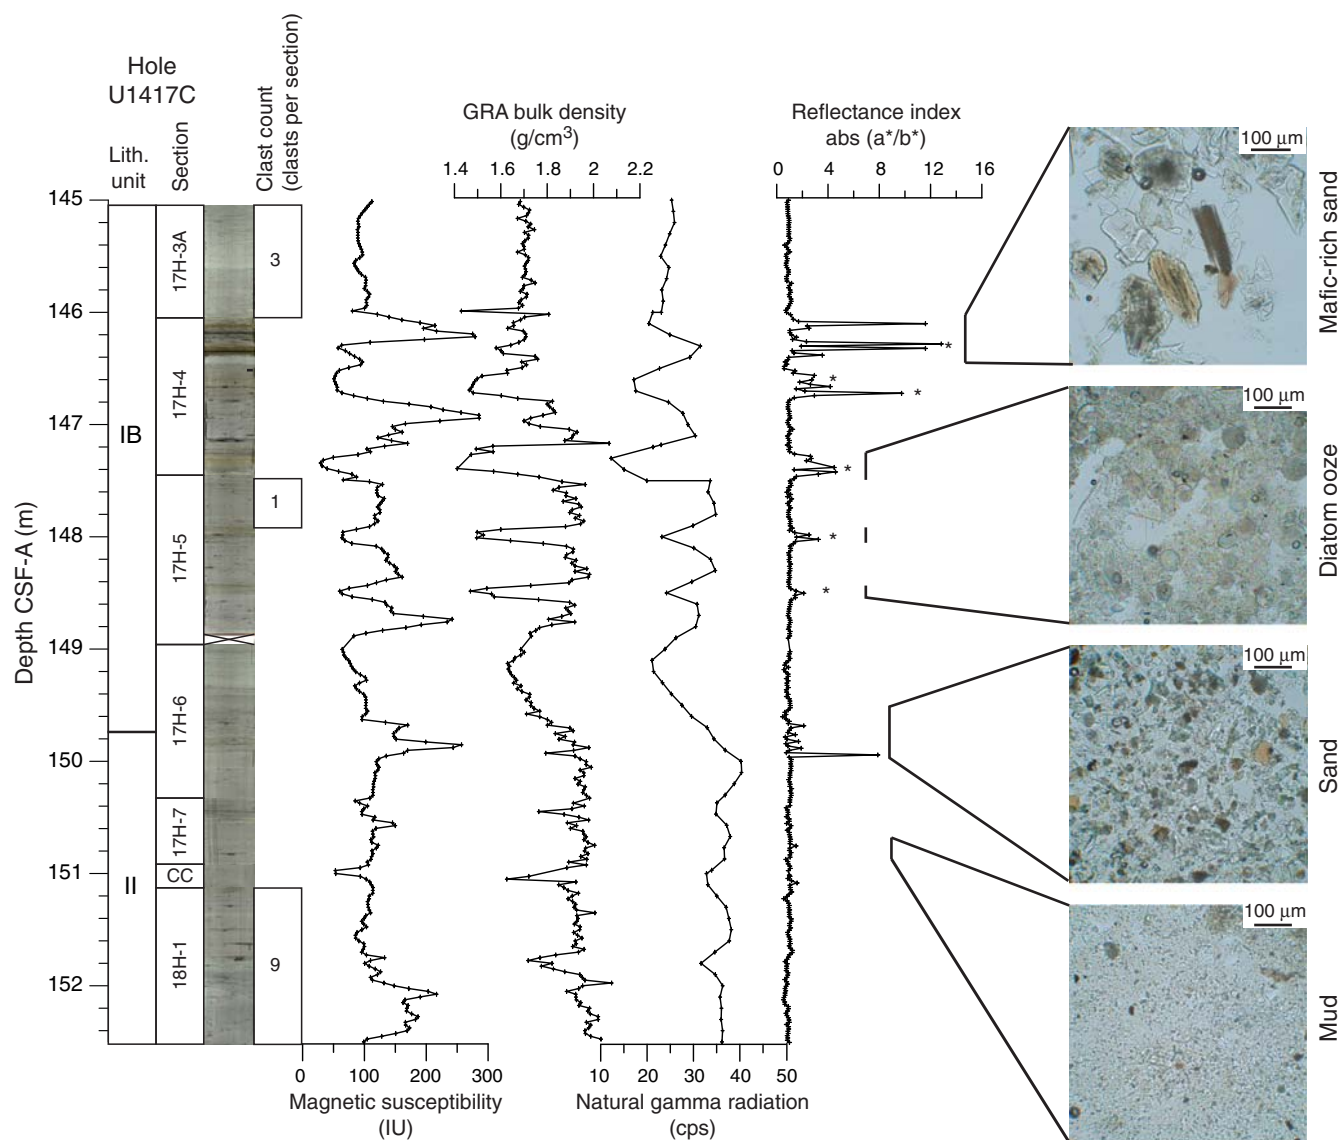 Hole
U1417C
Lith.
unit
Section
Clast count
(clasts per section)
GRA bulk density
(g/cm3)
1.4 1.6 1.8 2 2.2
Reflectance index
abs (a*/b*)
0 4 8 12 16
Depth CSF-A (m)
145
146
147
148
149
150
151
152
IB
II
17H-3A
17H-4
17H-5
17H-6
17H-7
CC
18H-1
3
1
9
*
*
*
*
*
*
0 100 200 300
Magnetic susceptibility
(IU)
10 20 30 40 50
Natural gamma radiation
(cps)
100 µm
Mafic-rich sand
100 µm
Diatom ooze
100 µm
Sand
100 µm
Mud